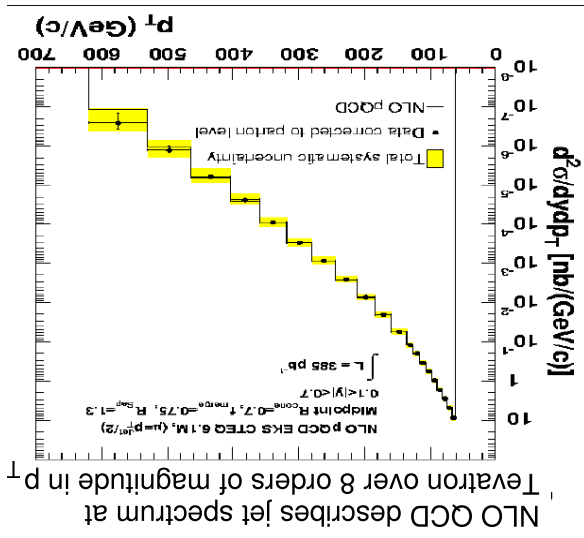 NLO QCD describes jet spectrum at
Tevatron over 8 orders of magnitude in p_T
d²σ/dydp_T [nb/(GeV/c)]
10
1
10⁻¹
10⁻²
10⁻³
10⁻⁴
10⁻⁵
10⁻⁶
10⁻⁷
10⁻⁸
NLO pQCD EKS CTEQ 6.1M, (μ=p_T^Jet/2)
Midpoint R_cone=0.7, f_merge=0.75, R_Sep=1.3
0.1<|y|<0.7
∫ L = 385 pb⁻¹
Total systematic uncertainty
Data corrected to parton level
NLO pQCD
0 100 200 300 400 500 600 700
p_T (GeV/c)